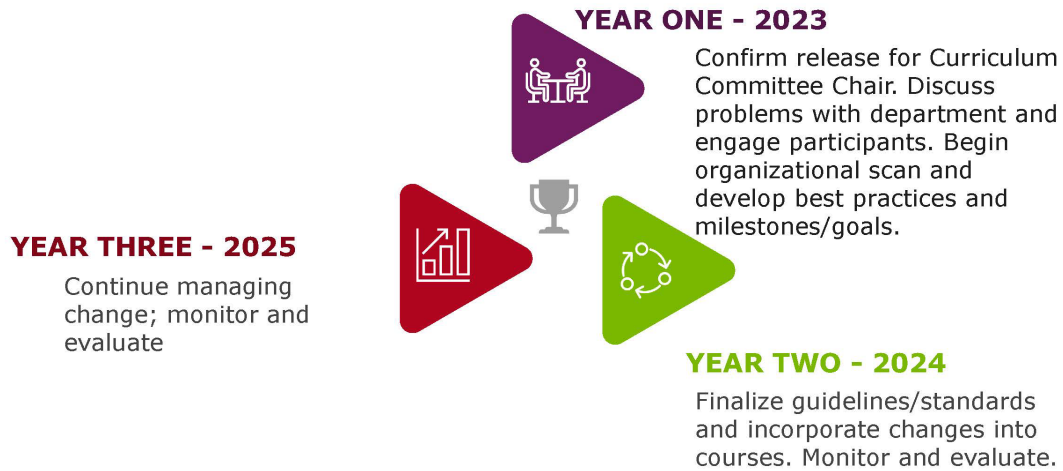 YEAR ONE - 2023
Confirm release for Curriculum
Committee Chair. Discuss
problems with department and
engage participants. Begin
organizational scan and
develop best practices and
milestones/goals.
YEAR TWO - 2024
Finalize guidelines/standards
and incorporate changes into
courses. Monitor and evaluate.
YEAR THREE - 2025
Continue managing
change; monitor and
evaluate